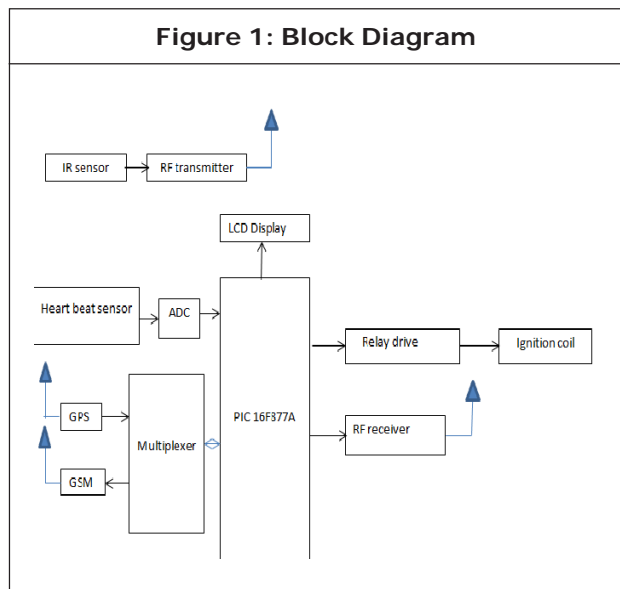 Figure 1: Block Diagram
IR sensor
RF transmitter
LCD Display
Heart beat sensor
ADC
Relay drive
Ignition coil
GPS
Multiplexer
PIC 16F877A
RF receiver
GSM